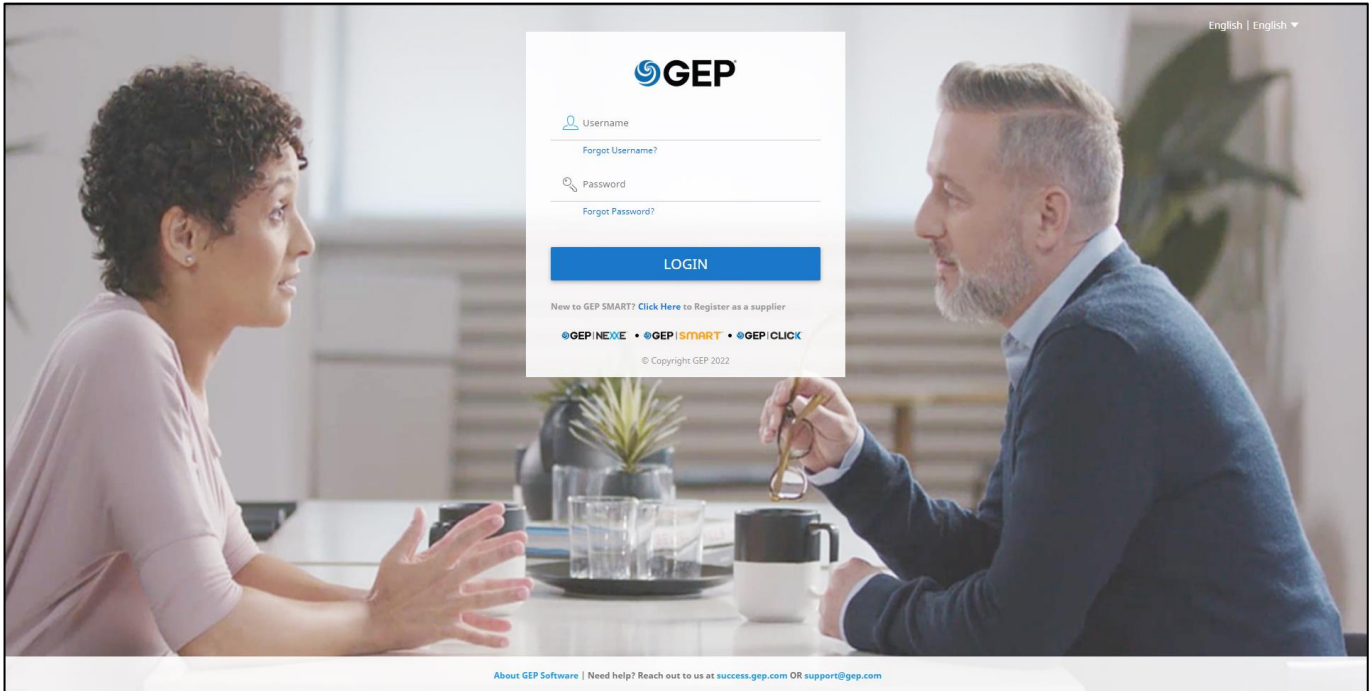 English | English
GEP
Username
Forgot Username?
Password
Forgot Password?
LOGIN
New to GEP SMART? Click Here to Register as a supplier
GEP|NEXXE • GEP|SMART • GEP|CLICK
© Copyright GEP 2022
About GEP Software | Need help? Reach out to us at success.gep.com OR support@gep.com